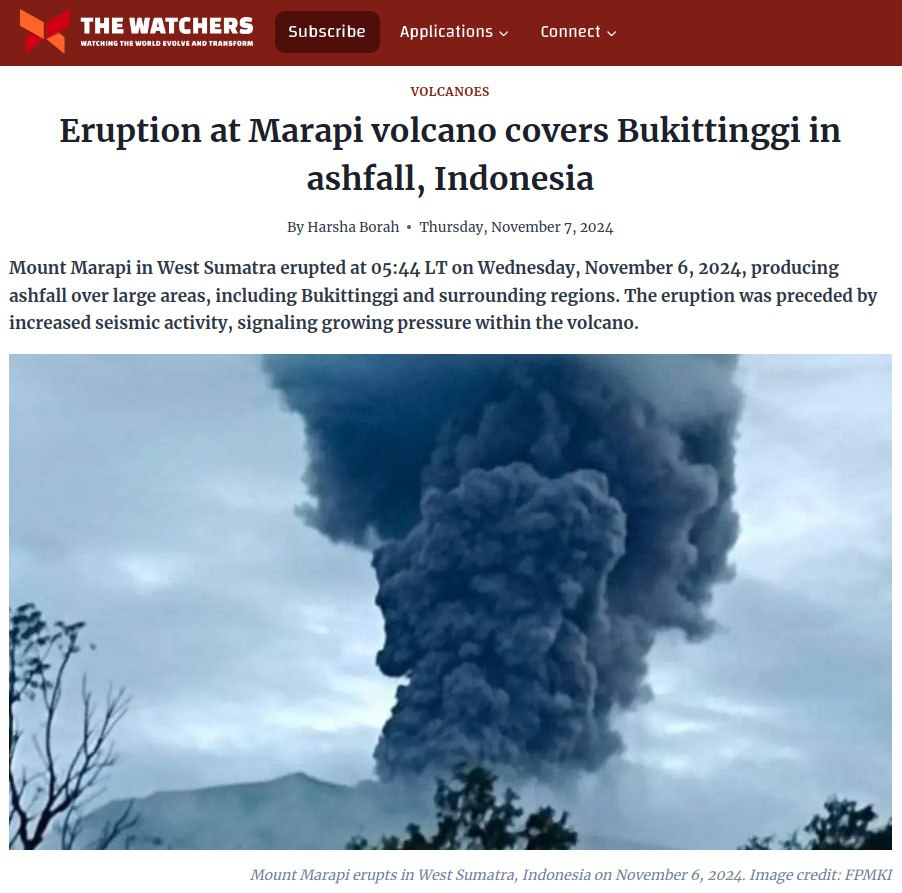 THE WATCHERS
WATCHING THE WORLD EVOLVE AND TRANSFORM
Subscribe
Applications
Connect
VOLCANOES
Eruption at Marapi volcano covers Bukittinggi in
ashfall, Indonesia
By Harsha Borah • Thursday, November 7, 2024
Mount Marapi in West Sumatra erupted at 05:44 LT on Wednesday, November 6, 2024, producing
ashfall over large areas, including Bukittinggi and surrounding regions. The eruption was preceded by
increased seismic activity, signaling growing pressure within the volcano.
Mount Marapi erupts in West Sumatra, Indonesia on November 6, 2024. Image credit: FPMKI